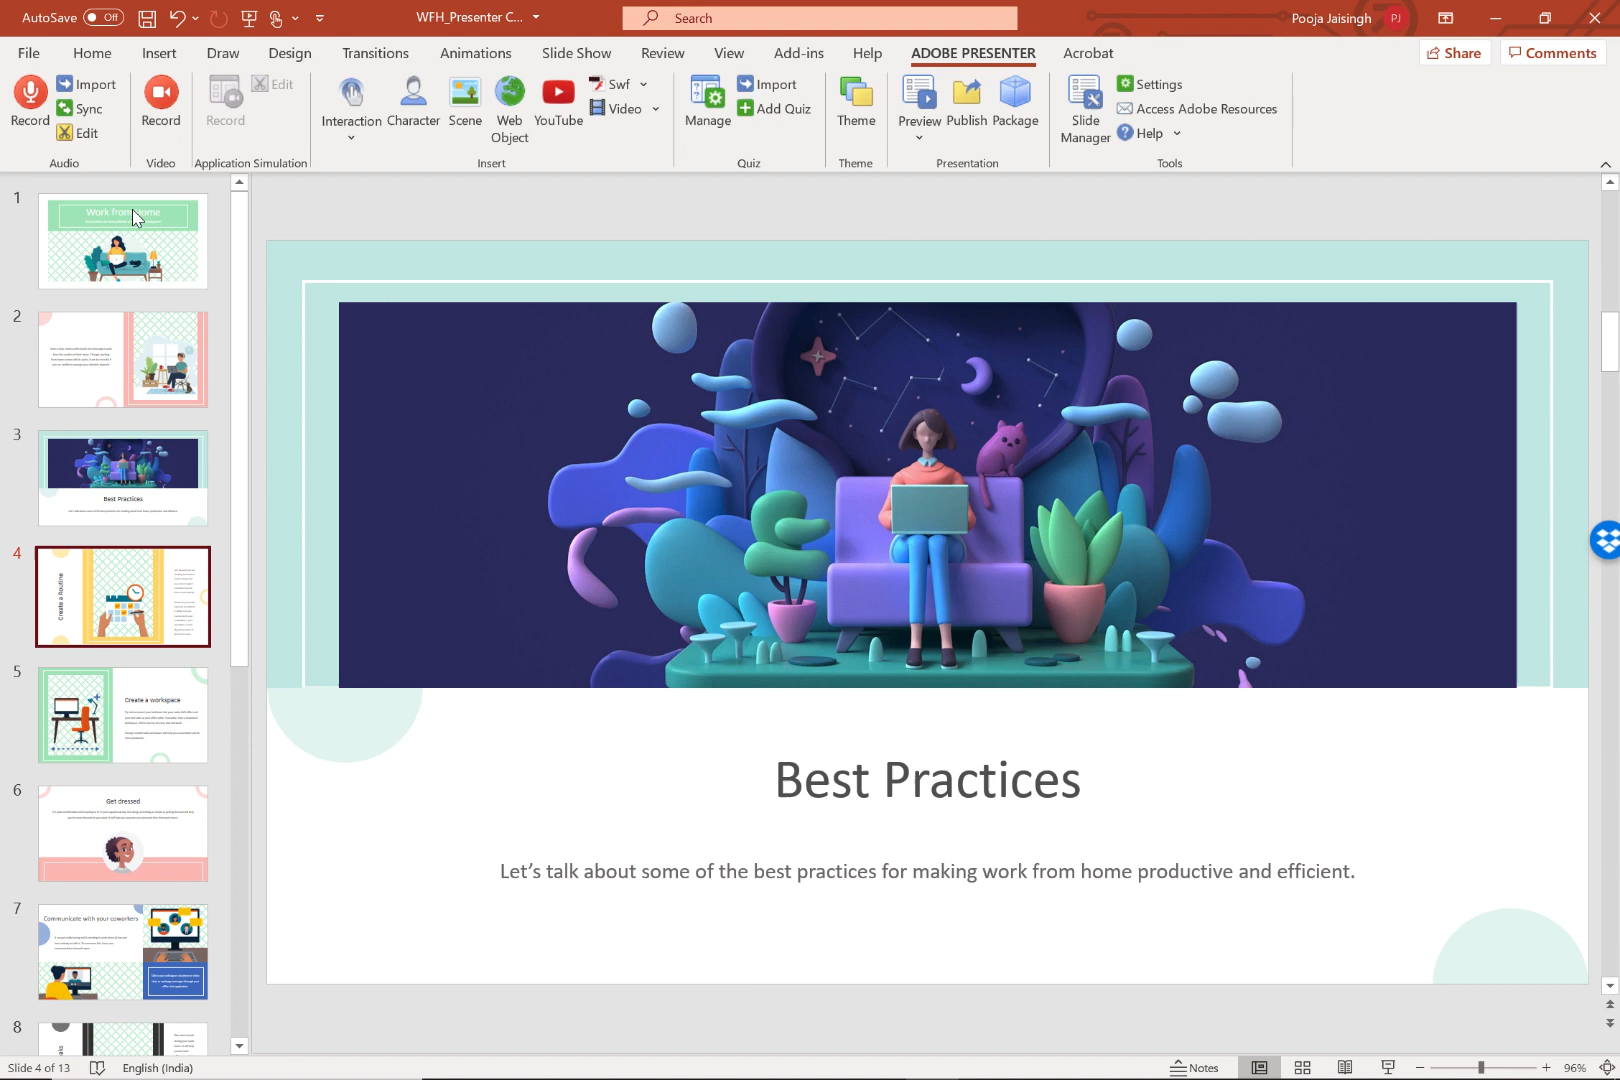 AutoSave Off WFH_Presenter C... Search Pooja Jaisingh PJ
File Home Insert Draw Design Transitions Animations Slide Show Review View Add-ins Help ADOBE PRESENTER Acrobat Share Comments
Record Import Sync Edit
Audio
Record
Video
Record Edit
Application Simulation
Interaction Character Scene Web Object YouTube Swf Video
Insert
Manage Import Add Quiz
Quiz
Theme
Theme
Preview Publish Package
Presentation
Slide Manager Settings Access Adobe Resources Help
Tools
1
Work from Home
2
3
Best Practices
4
Create a Routine
5
Create a workspace
6
Get dressed
7
Communicate with your coworkers
8
Best Practices
Let's talk about some of the best practices for making work from home productive and efficient.
Slide 4 of 13 English (India) Notes 96%